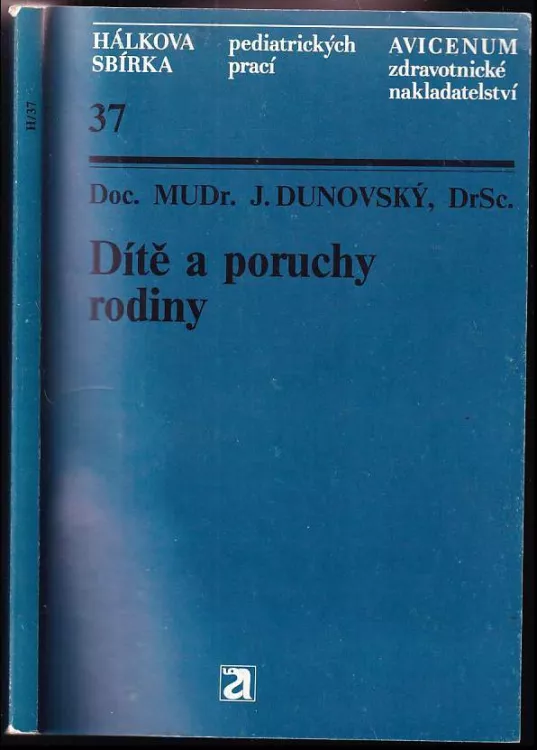 HÁLKOVA SBÍRKA
pediatrických prací
AVICENUM zdravotnické nakladatelství
37
Doc. MUDr. J. DUNOVSKÝ, DrSc.
Dítě a poruchy
rodiny
H/37
a